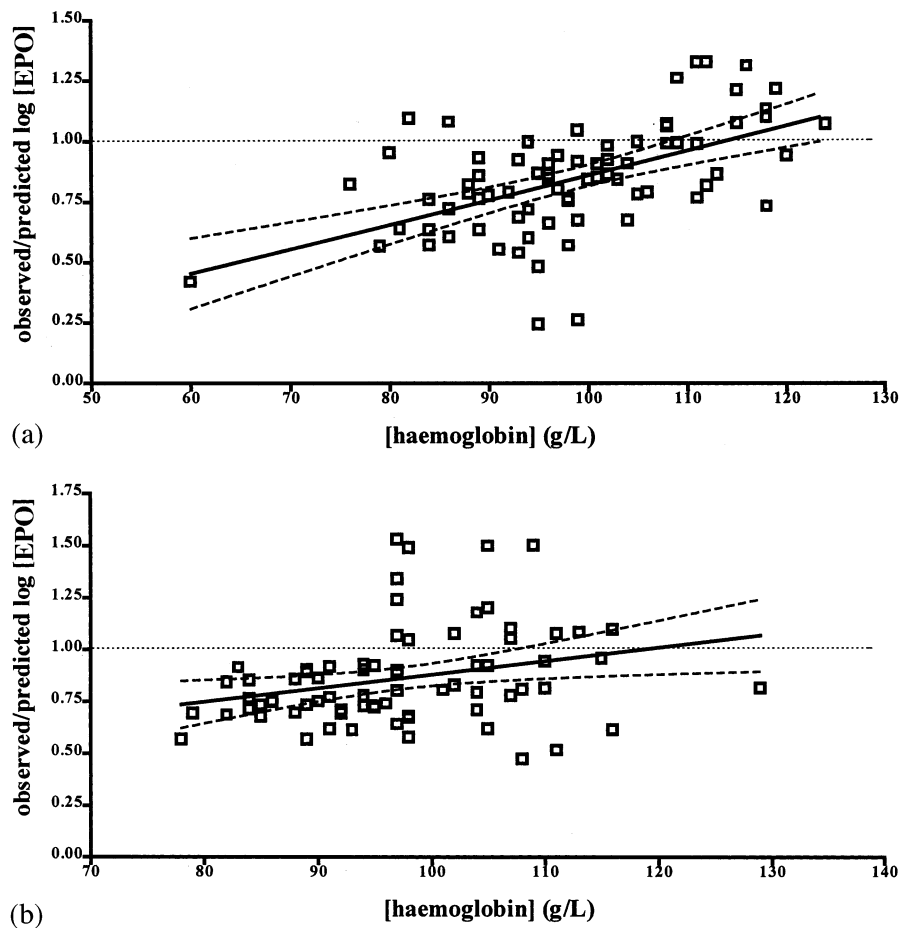 1.50
1.25
1.00
0.75
0.50
0.25
0.00
observed/predicted log [EPO]
50 60 70 80 90 100 110 120 130
(a)
[haemoglobin] (g/L)
1.75
1.50
1.25
1.00
0.75
0.50
0.25
0.00
observed/predicted log [EPO]
70 80 90 100 110 120 130 140
(b)
[haemoglobin] (g/L)